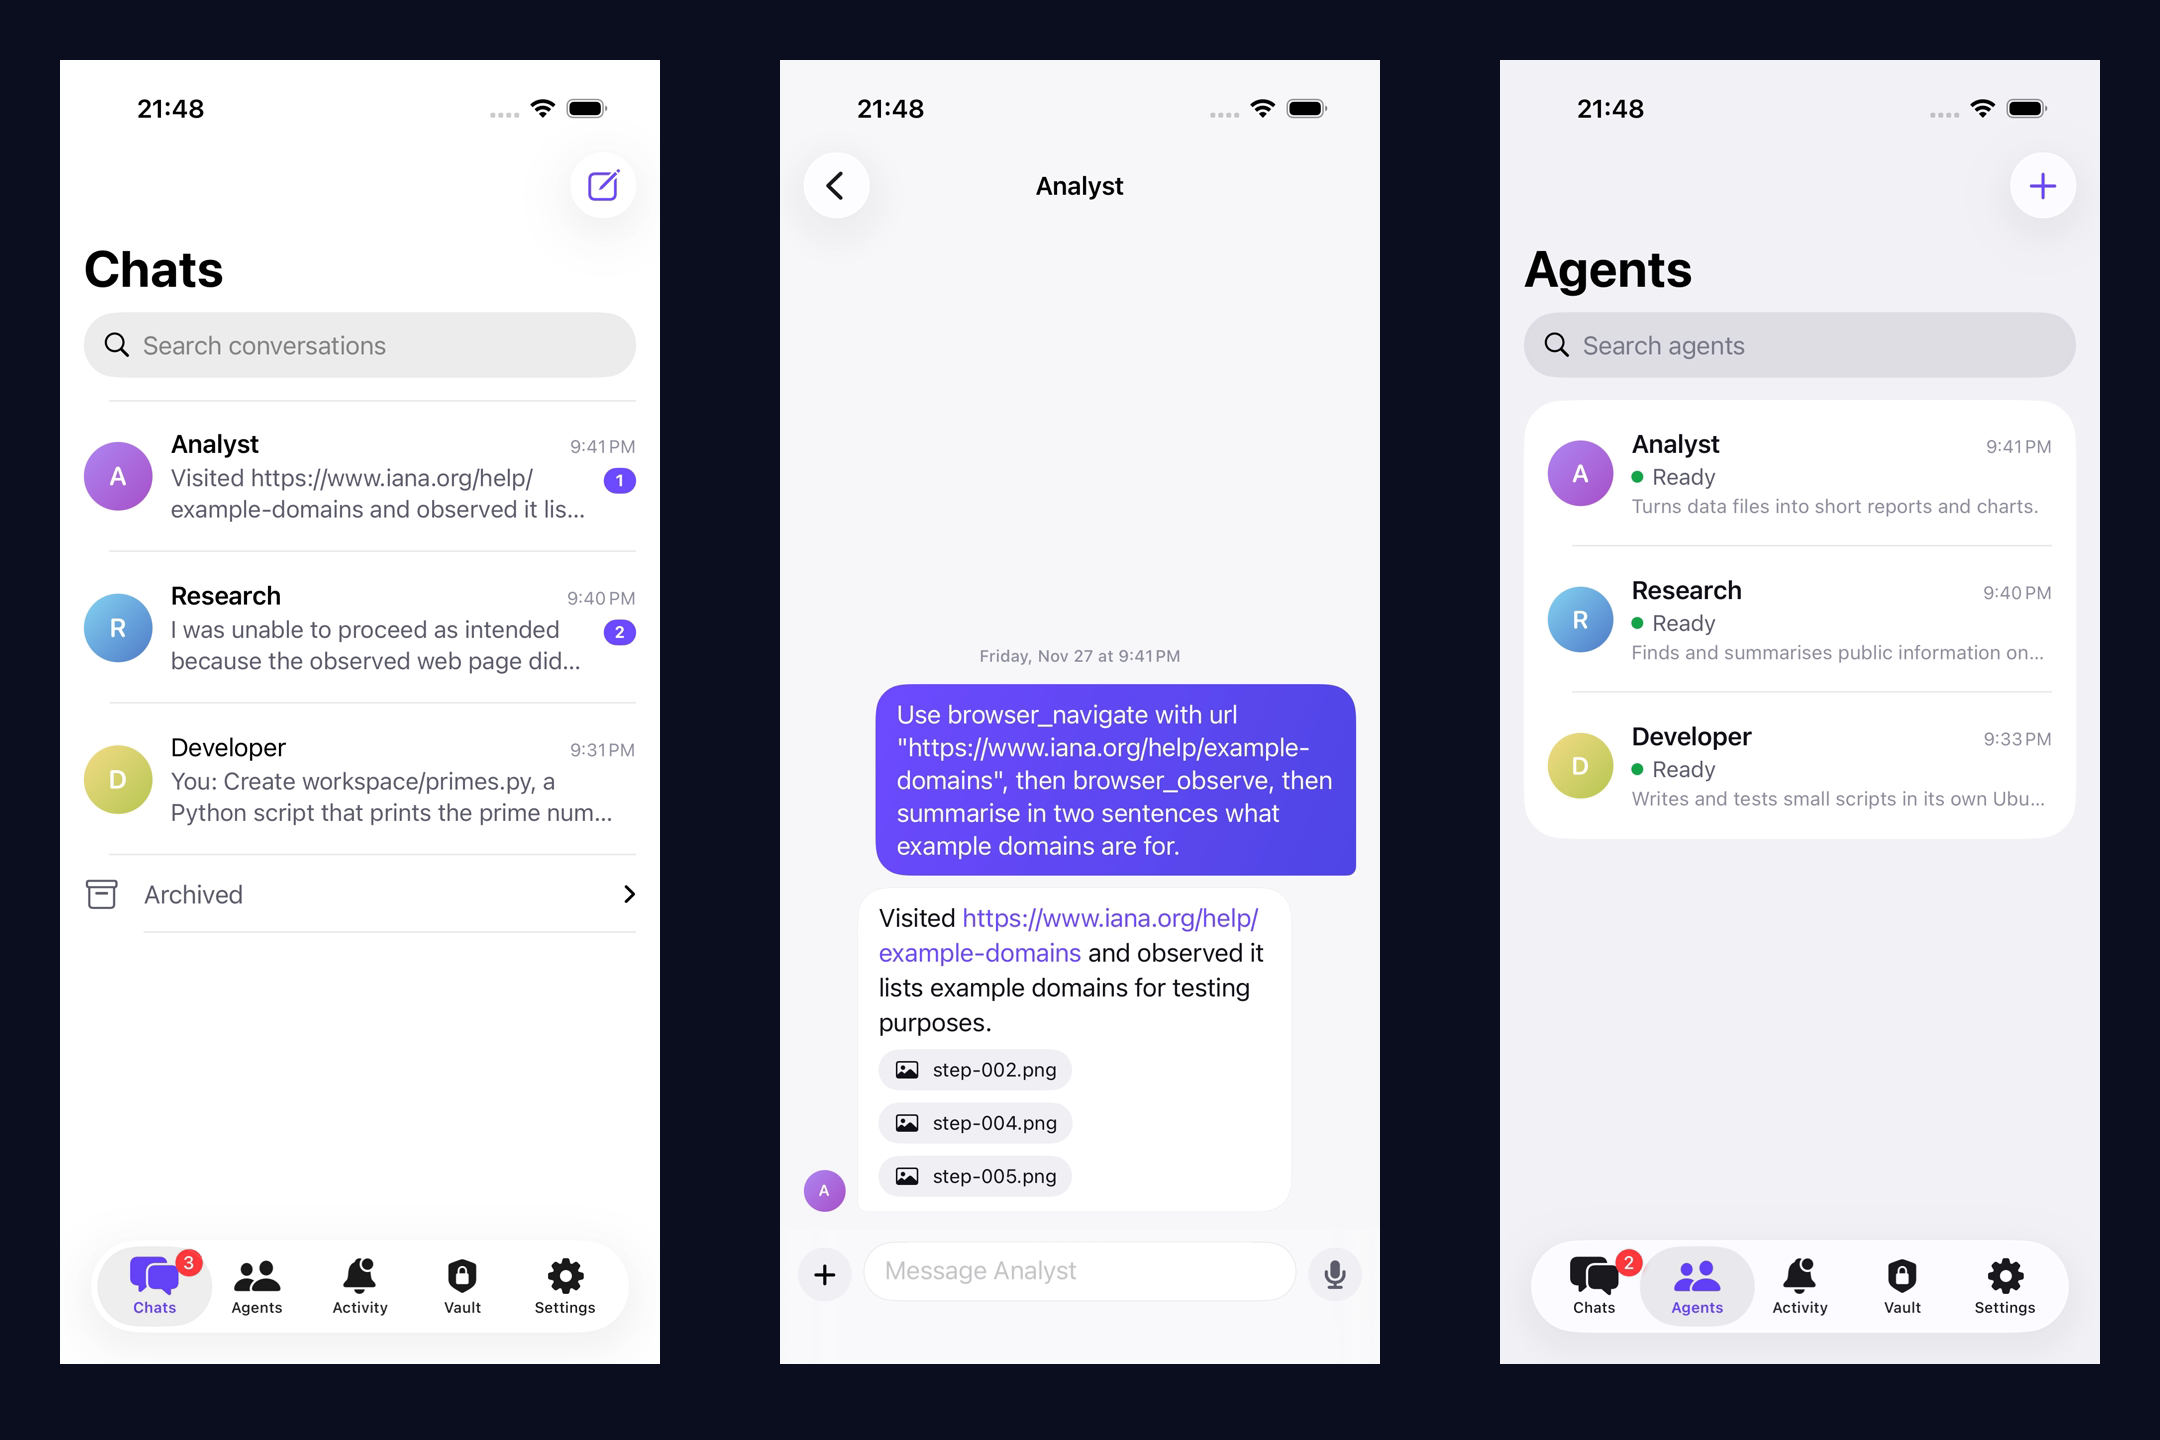 21:48
Chats
Search conversations
Analyst
9:41 PM
Visited https://www.iana.org/help/
example-domains and observed it lis...
1
A
Research
9:40 PM
I was unable to proceed as intended
because the observed web page did...
2
R
Developer
9:31 PM
You: Create workspace/primes.py, a
Python script that prints the prime num...
D
Archived
3
Chats
Agents
Activity
Vault
Settings
21:48
Analyst
Friday, Nov 27 at 9:41 PM
Use browser_navigate with url
"https://www.iana.org/help/example-
domains", then browser_observe, then
summarise in two sentences what
example domains are for.
Visited https://www.iana.org/help/
example-domains and observed it
lists example domains for testing
purposes.
step-002.png
step-004.png
step-005.png
A
Message Analyst
21:48
Agents
Search agents
A
Analyst
9:41 PM
Ready
Turns data files into short reports and charts.
R
Research
9:40 PM
Ready
Finds and summarises public information on...
D
Developer
9:33 PM
Ready
Writes and tests small scripts in its own Ubu...
2
Chats
Agents
Activity
Vault
Settings